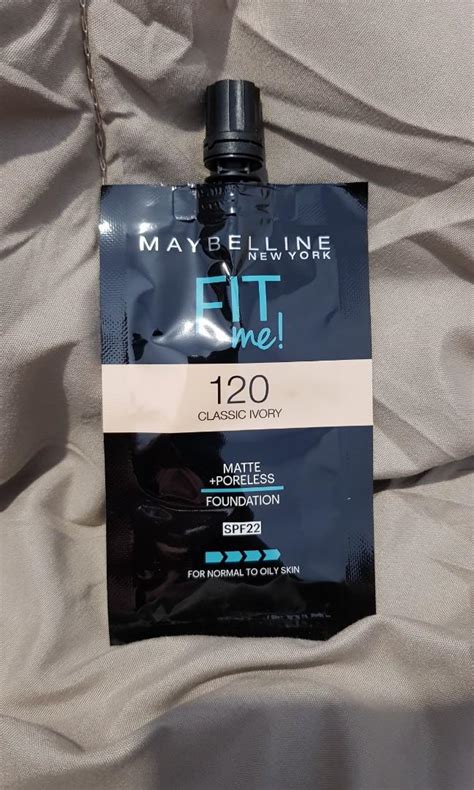 MAYBELLINE
NEW YORK
FIT
me!
120
CLASSIC IVORY
MATTE
+PORELESS
FOUNDATION
SPF22
FOR NORMAL TO OILY SKIN